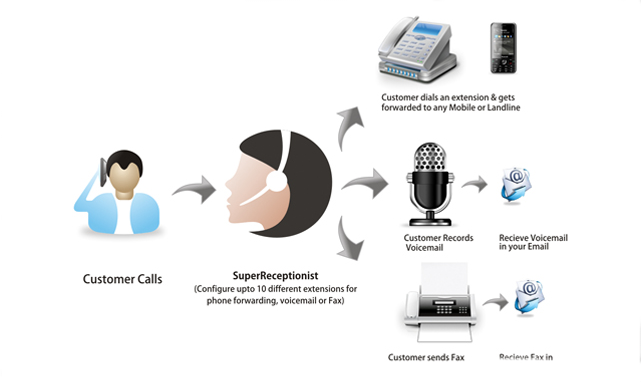 Customer dials an extension & gets
forwarded to any Mobile or Landline
Customer Records
Voicemail
Recieve Voicemail
in your Email
Customer Calls
SuperReceptionist
(Configure upto 10 different extensions for
phone forwarding, voicemail or Fax)
Customer sends Fax
Recieve Fax in